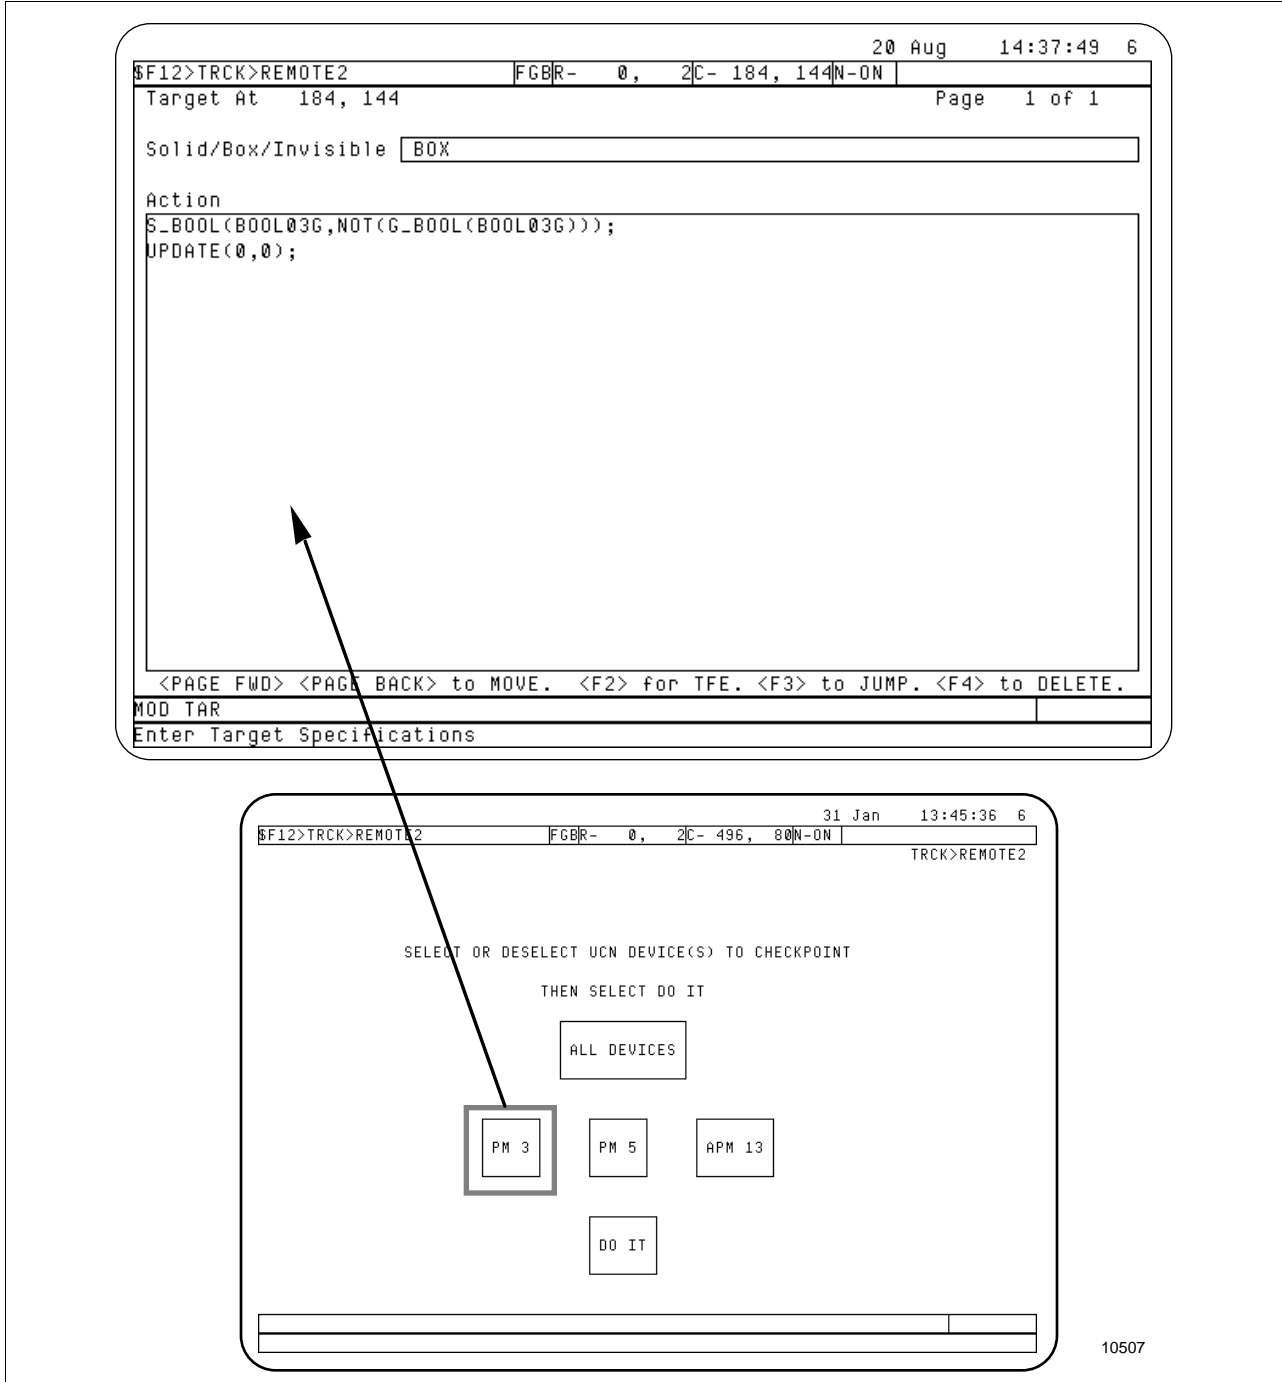 20 Aug 14:37:49 6
$F12>TRCK>REMOTE2 FGB R- 0, 2 C- 184, 144 N-ON
Target At 184, 144 Page 1 of 1
Solid/Box/Invisible BOX
Action
S_BOOL(BOOL03G,NOT(G_BOOL(BOOL03G)));
UPDATE(0,0);
<PAGE FWD> <PAGE BACK> to MOVE. <F2> for TFE. <F3> to JUMP. <F4> to DELETE.
MOD TAR
Enter Target Specifications
31 Jan 13:45:36 6
$F12>TRCK>REMOTE2 FGB R- 0, 2 C- 496, 80 N-ON
TRCK>REMOTE2
SELECT OR DESELECT UCN DEVICE(S) TO CHECKPOINT
THEN SELECT DO IT
ALL DEVICES
PM 3 PM 5 APM 13
DO IT
10507